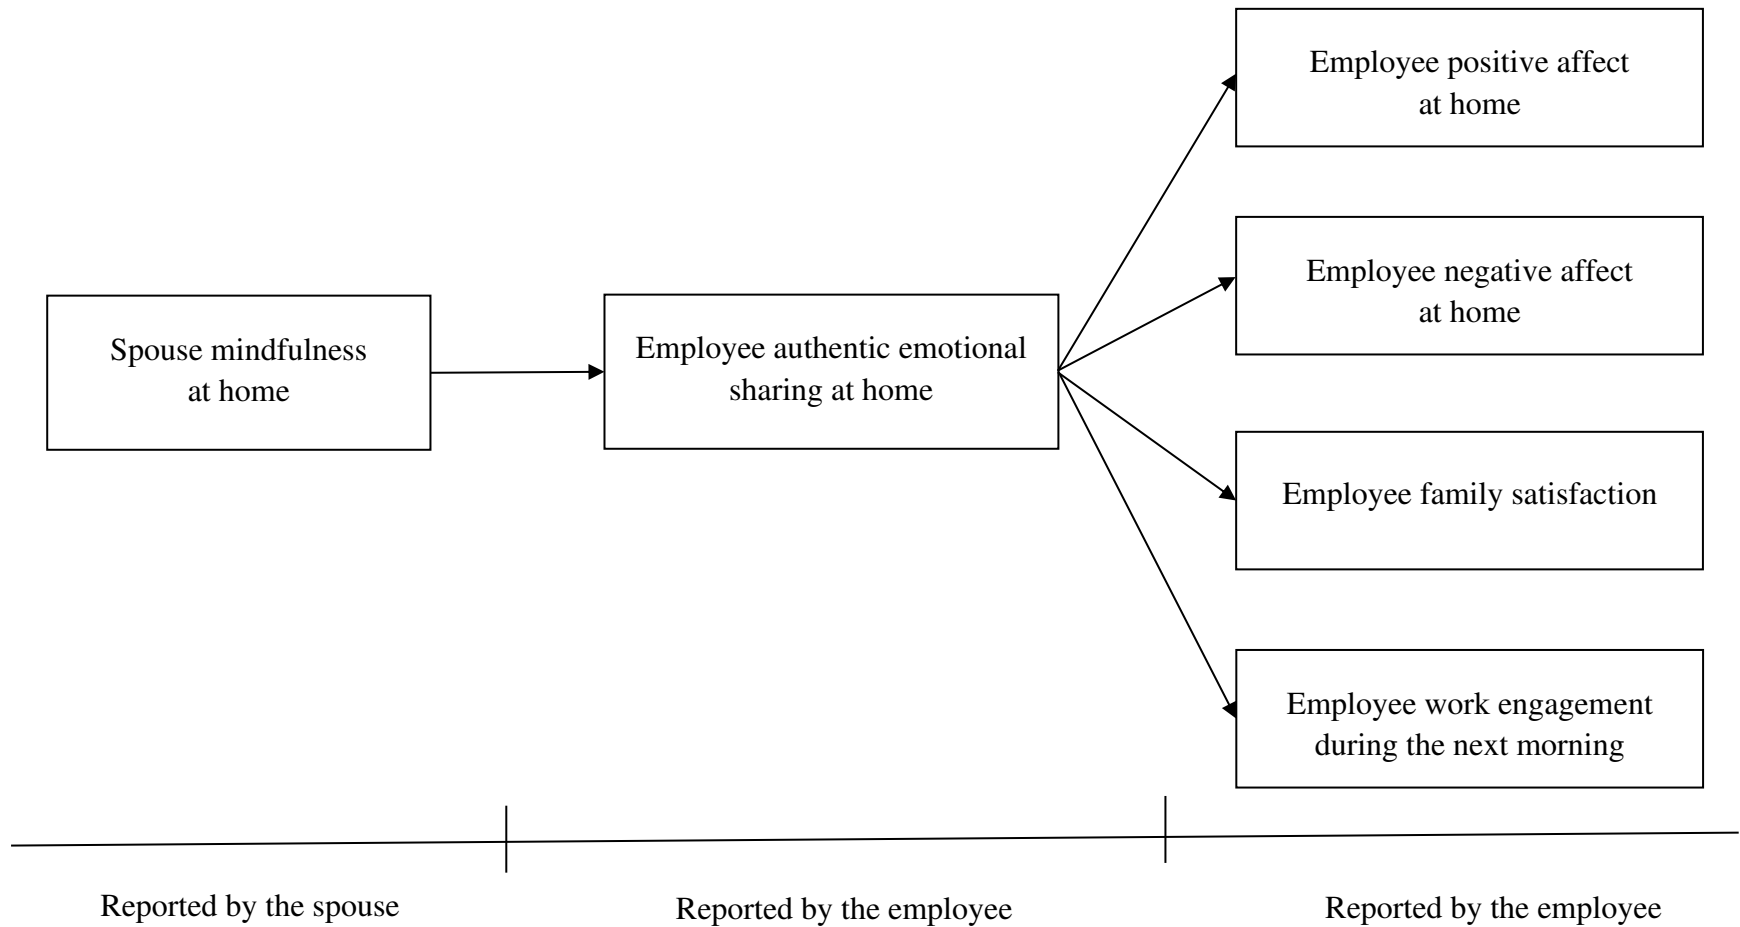 Employee positive affect
at home
Employee negative affect
at home
Spouse mindfulness
at home
Employee authentic emotional
sharing at home
Employee family satisfaction
Employee work engagement
during the next morning
Reported by the spouse
Reported by the employee
Reported by the employee